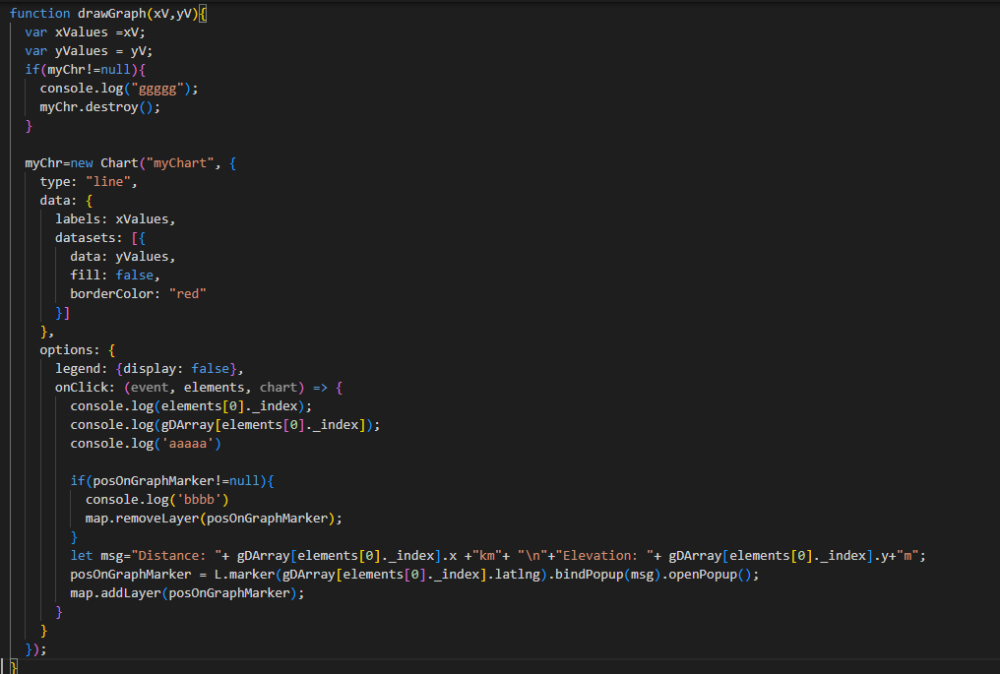 function drawGraph(xV,yV){
var xValues =xV;
var yValues = yV;
if(myChr!=null){
console.log("ggggg");
myChr.destroy();
}
myChr=new Chart("myChart", {
type: "line",
data: {
labels: xValues,
datasets: [{
data: yValues,
fill: false,
borderColor: "red"
}]
},
options: {
legend: {display: false},
onClick: (event, elements, chart) => {
console.log(elements[0]._index);
console.log(gDArray[elements[0]._index]);
console.log('aaaaa')
if(posOnGraphMarker!=null){
console.log('bbbb')
map.removeLayer(posOnGraphMarker);
}
let msg="Distance: "+ gDArray[elements[0]._index].x +"km"+ "\n"+"Elevation: "+ gDArray[elements[0]._index].y+"m";
posOnGraphMarker = L.marker(gDArray[elements[0]._index].latlng).bindPopup(msg).openPopup();
map.addLayer(posOnGraphMarker);
}
}
});
}